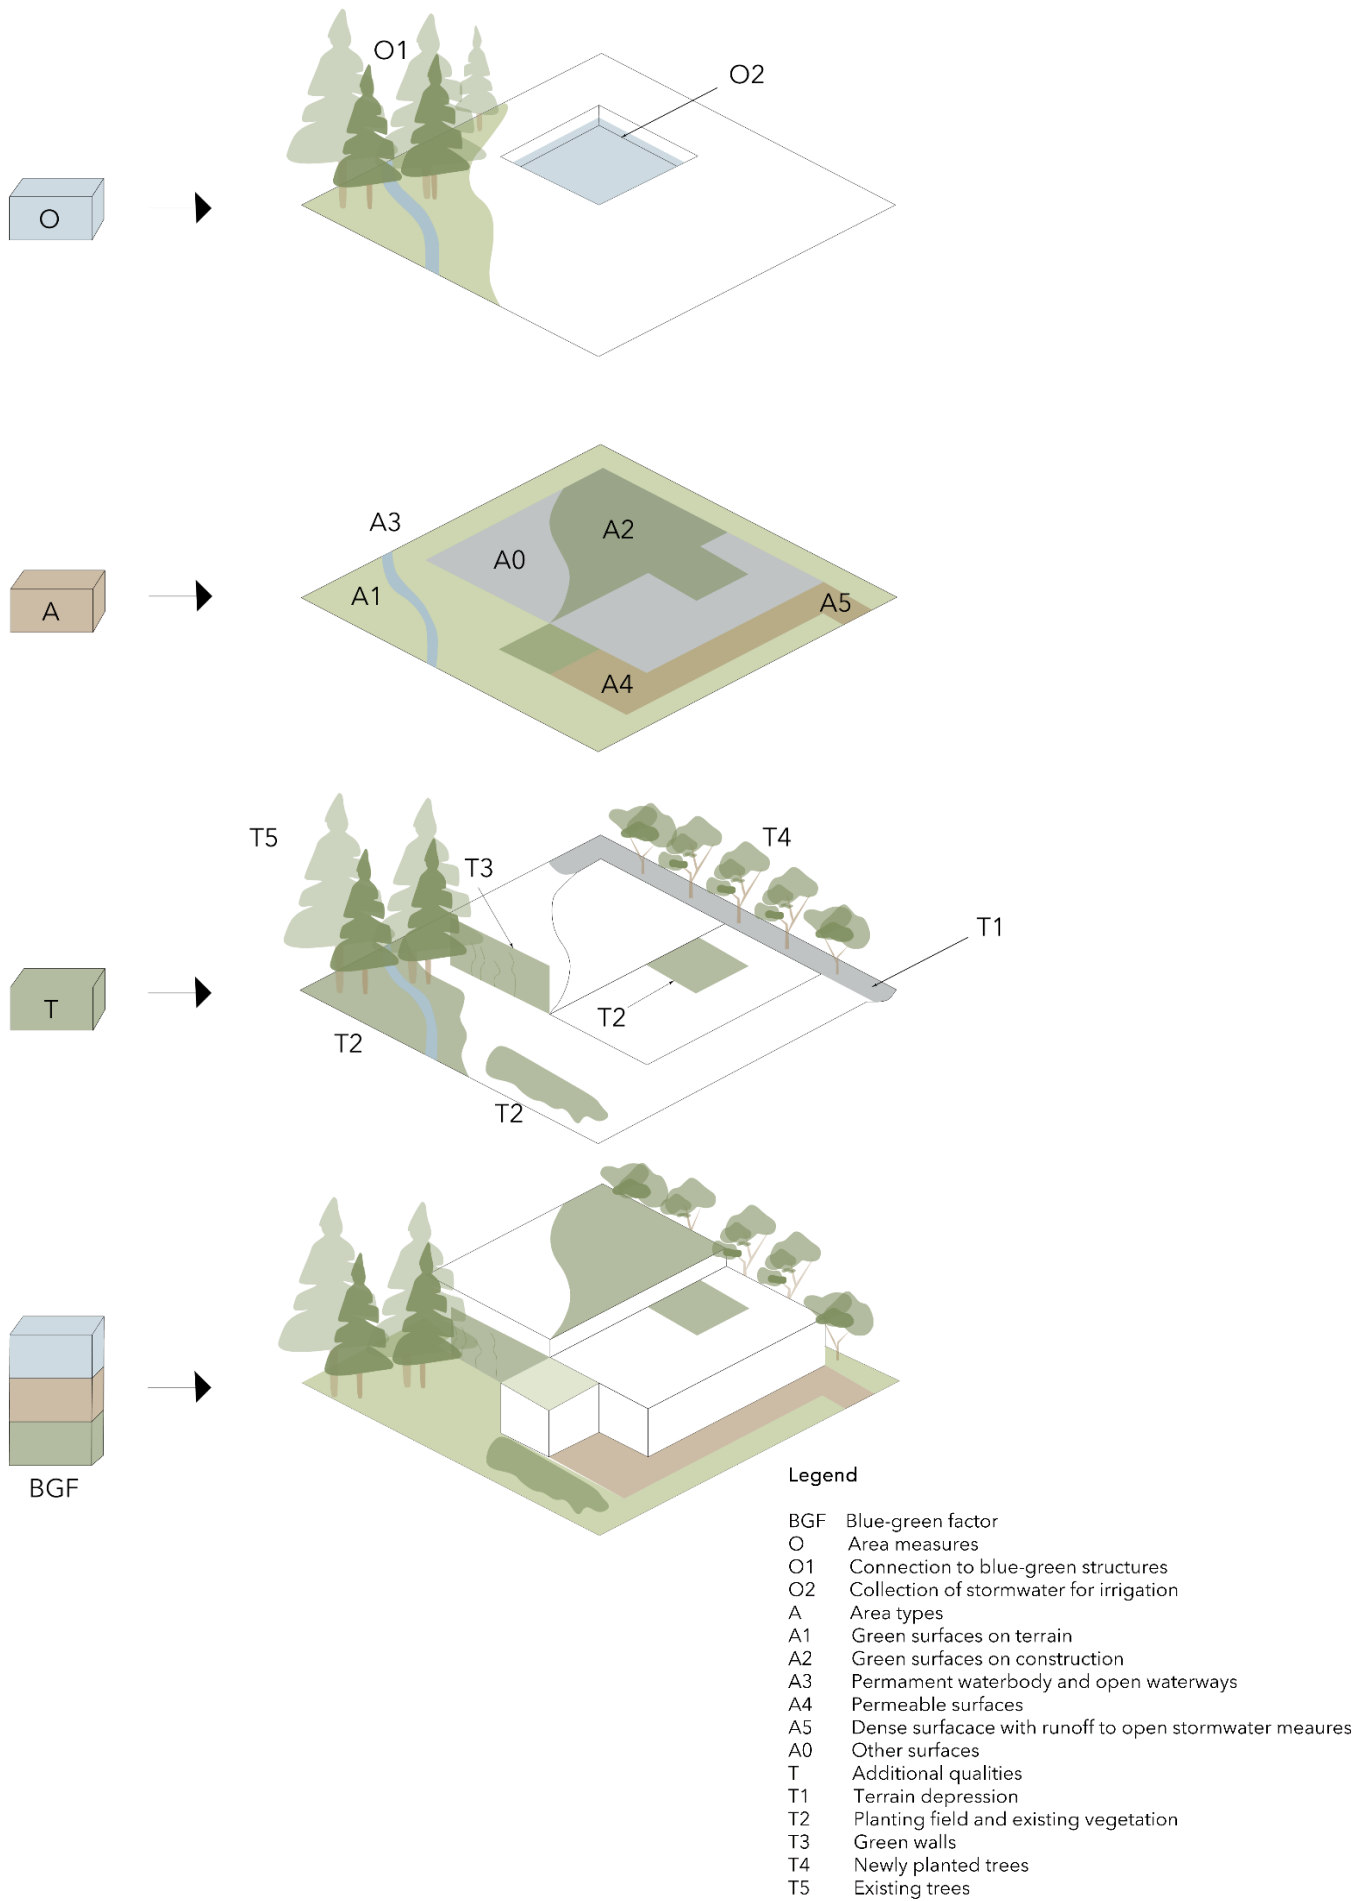 O1
O2
O
A3
A2
A0
A1
A5
A
A4
T5
T4
T3
T1
T
T2
T2
T2
BGF
Legend
BGF Blue-green factor
O Area measures
O1 Connection to blue-green structures
O2 Collection of stormwater for irrigation
A Area types
A1 Green surfaces on terrain
A2 Green surfaces on construction
A3 Permament waterbody and open waterways
A4 Permeable surfaces
A5 Dense surfacace with runoff to open stormwater meaures
A0 Other surfaces
T Additional qualities
T1 Terrain depression
T2 Planting field and existing vegetation
T3 Green walls
T4 Newly planted trees
T5 Existing trees